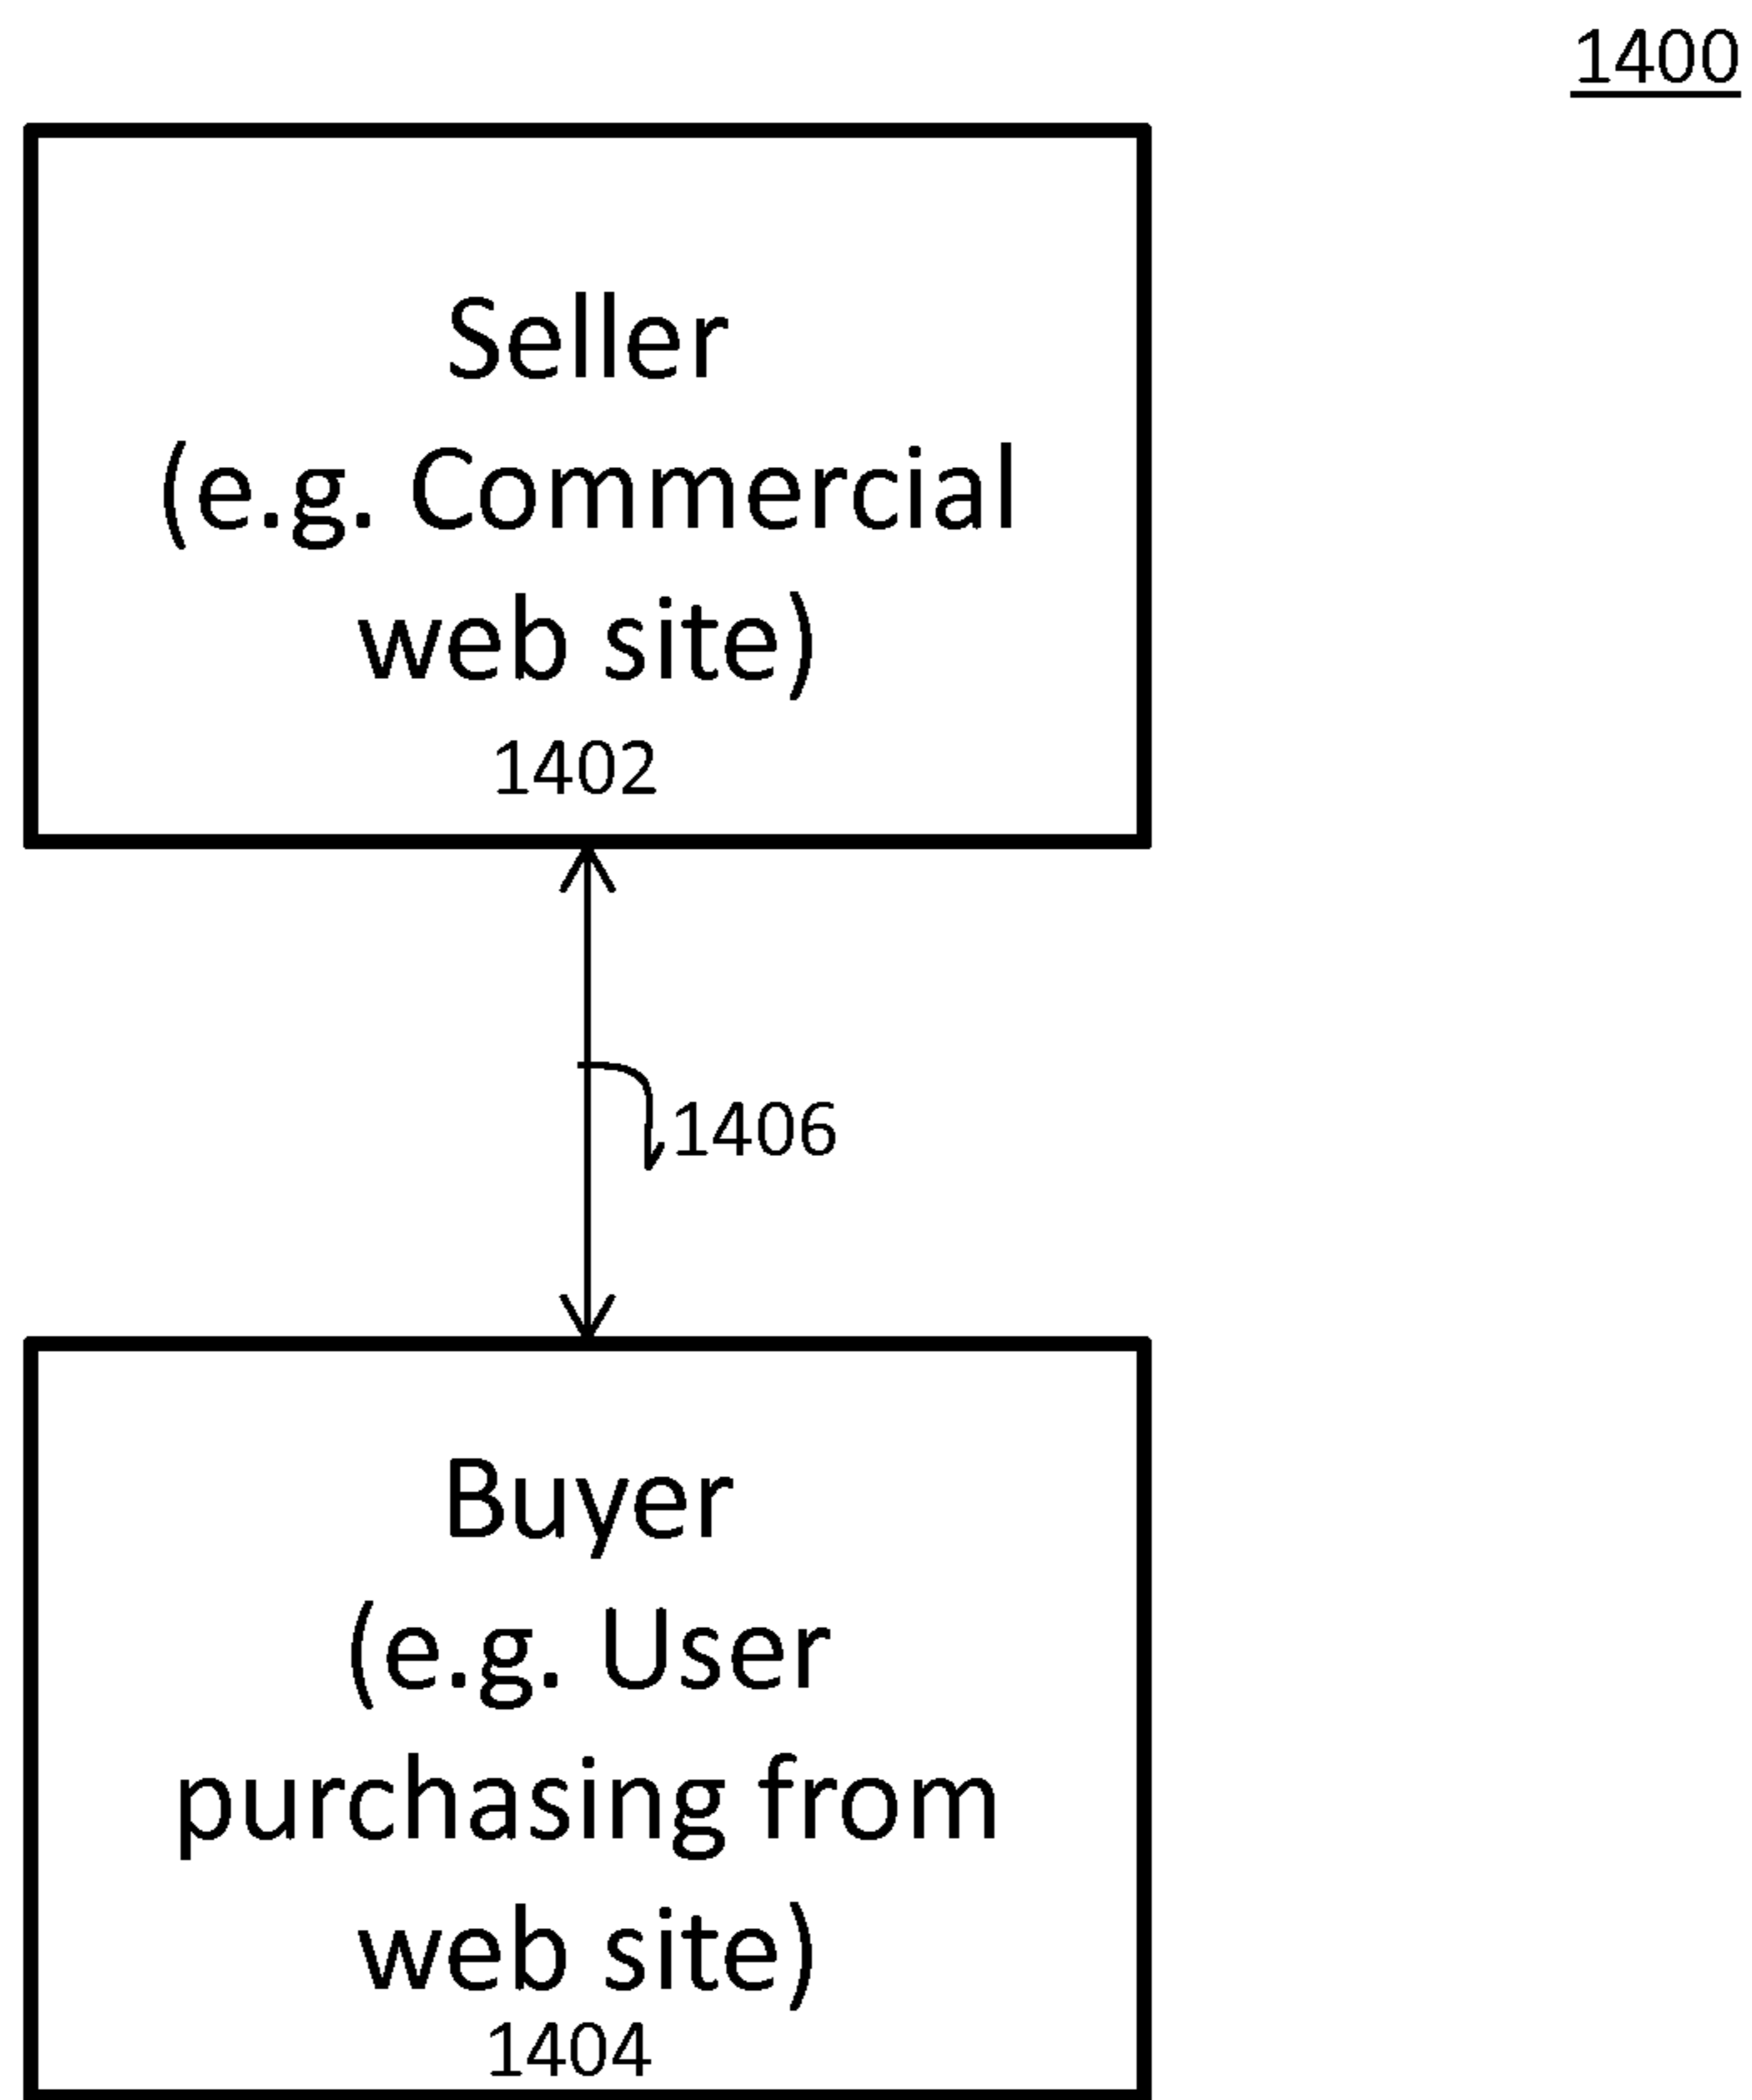 1400
Seller
(e.g. Commercial
web site)
1402
1406
Buyer
(e.g. User
purchasing from
web site)
1404